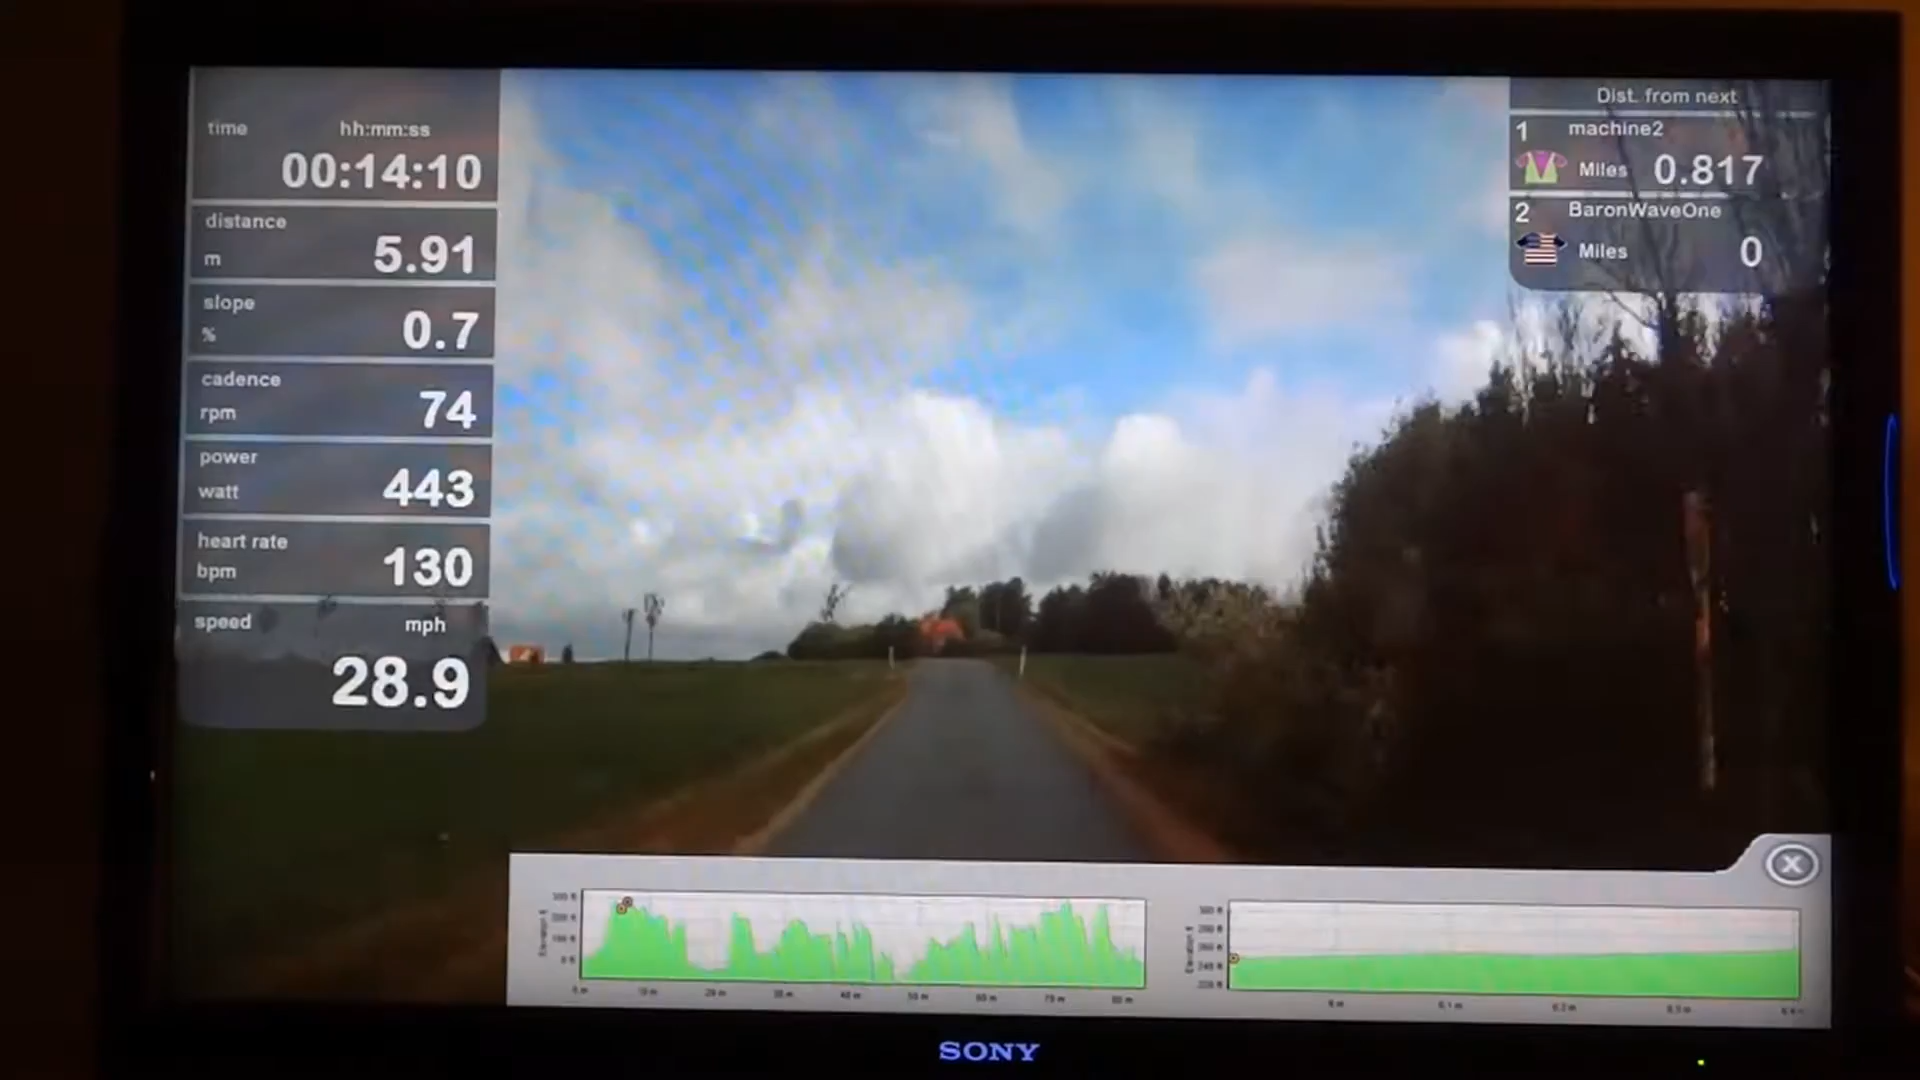 time hh:mm:ss
00:14:10
distance
m 5.91
slope
% 0.7
cadence
rpm 74
power
watt 443
heart rate
bpm 130
speed mph
28.9
Dist. from next
1 machine2
Miles 0.817
2 BaronWaveOne
Miles 0
X
SONY